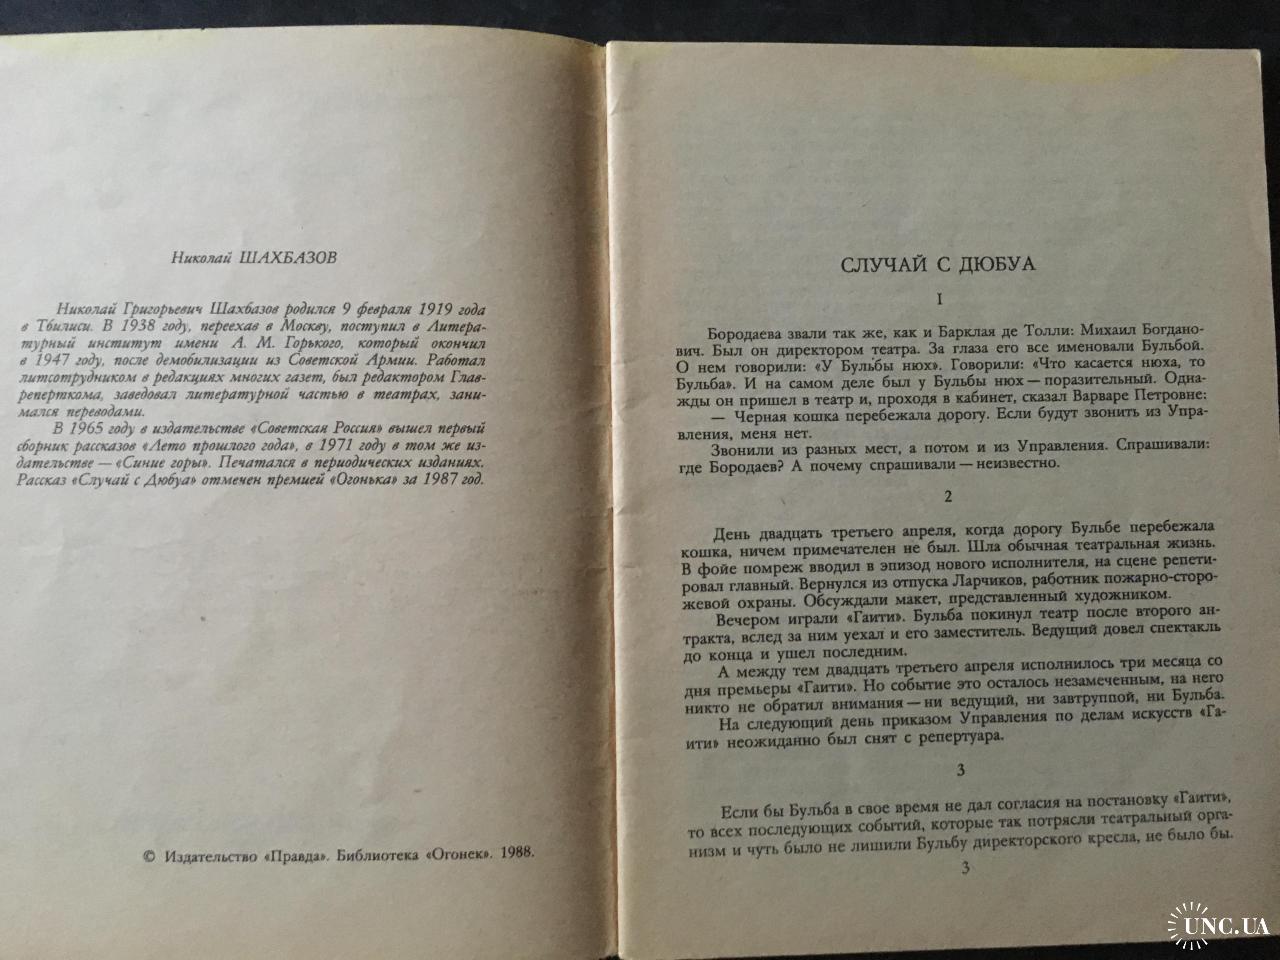 Николай ШАХБАЗОВ
Николай Григорьевич Шахбазов родился 9 февраля 1919 года
в Тбилиси. В 1938 году, переехав в Москву, поступил в Литера-
турный институт имени А. М. Горького, который окончил
в 1947 году, после демобилизации из Советской Армии. Работал
литсотрудником в редакциях многих газет, был редактором Глав-
реперткома, заведовал литературной частью в театрах, зани-
мался переводами.
В 1965 году в издательстве «Советская Россия» вышел первый
сборник рассказов «Лето прошлого года», в 1971 году в том же из-
дательстве — «Синие горы». Печатался в периодических изданиях.
Рассказ «Случай с Дюбуа» отмечен премией «Огонька» за 1987 год.
© Издательство «Правда». Библиотека «Огонек». 1988.
СЛУЧАЙ С ДЮБУА
I
Бородаева звали так же, как и Барклая де Толли: Михаил Богдано-
вич. Был он директором театра. За глаза его все именовали Бульбой.
О нем говорили: «У Бульбы нюх». Говорили: «Что касается нюха, то
Бульба». И на самом деле был у Бульбы нюх — поразительный. Одна-
жды он пришел в театр и, проходя в кабинет, сказал Варваре Петровне:
— Черная кошка перебежала дорогу. Если будут звонить из Упра-
вления, меня нет.
Звонили из разных мест, а потом и из Управления. Спрашивали:
где Бородаев? А почему спрашивали — неизвестно.
2
День двадцать третьего апреля, когда дорогу Бульбе перебежала
кошка, ничем примечателен не был. Шла обычная театральная жизнь.
В фойе помреж вводил в эпизод нового исполнителя, на сцене репети-
ровал главный. Вернулся из отпуска Ларчиков, работник пожарно-сторо-
жевой охраны. Обсуждали макет, представленный художником.
Вечером играли «Гаити». Бульба покинул театр после второго ан-
тракта, вслед за ним уехал и его заместитель. Ведущий довел спектакль
до конца и ушел последним.
А между тем двадцать третьего апреля исполнилось три месяца со
дня премьеры «Гаити». Но событие это осталось незамеченным, на него
никто не обратил внимания — ни ведущий, ни завтруппой, ни Бульба.
На следующий день приказом Управления по делам искусств «Га-
ити» неожиданно был снят с репертуара.
3
Если бы Бульба в свое время не дал согласия на постановку «Гаити»,
то всех последующих событий, которые так потрясли театральный орга-
низм и чуть было не лишили Бульбу директорского кресла, не было бы.
3
UNC.UA